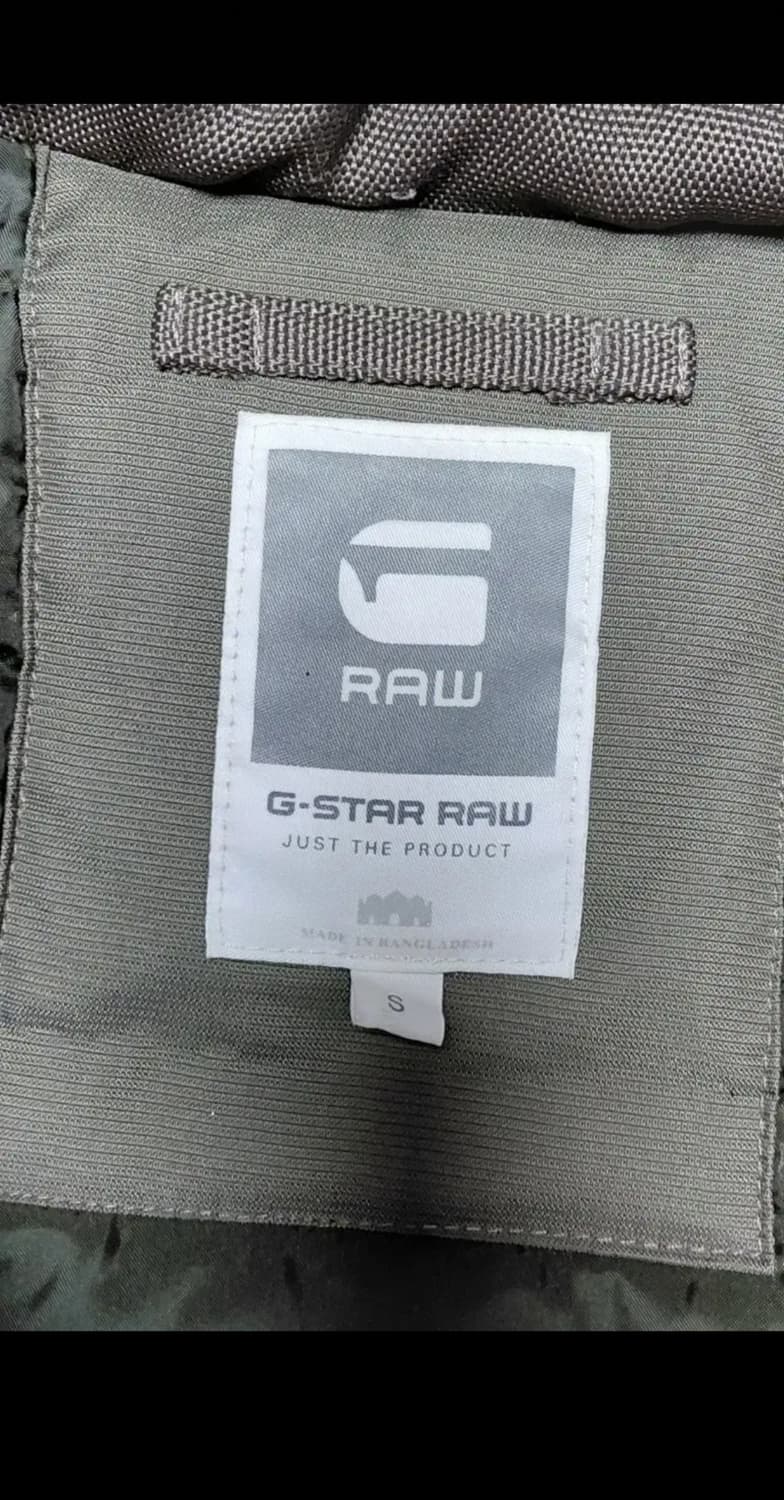 RAW
G-STAR RAW
JUST THE PRODUCT
MADE IN BANGLADESH
S